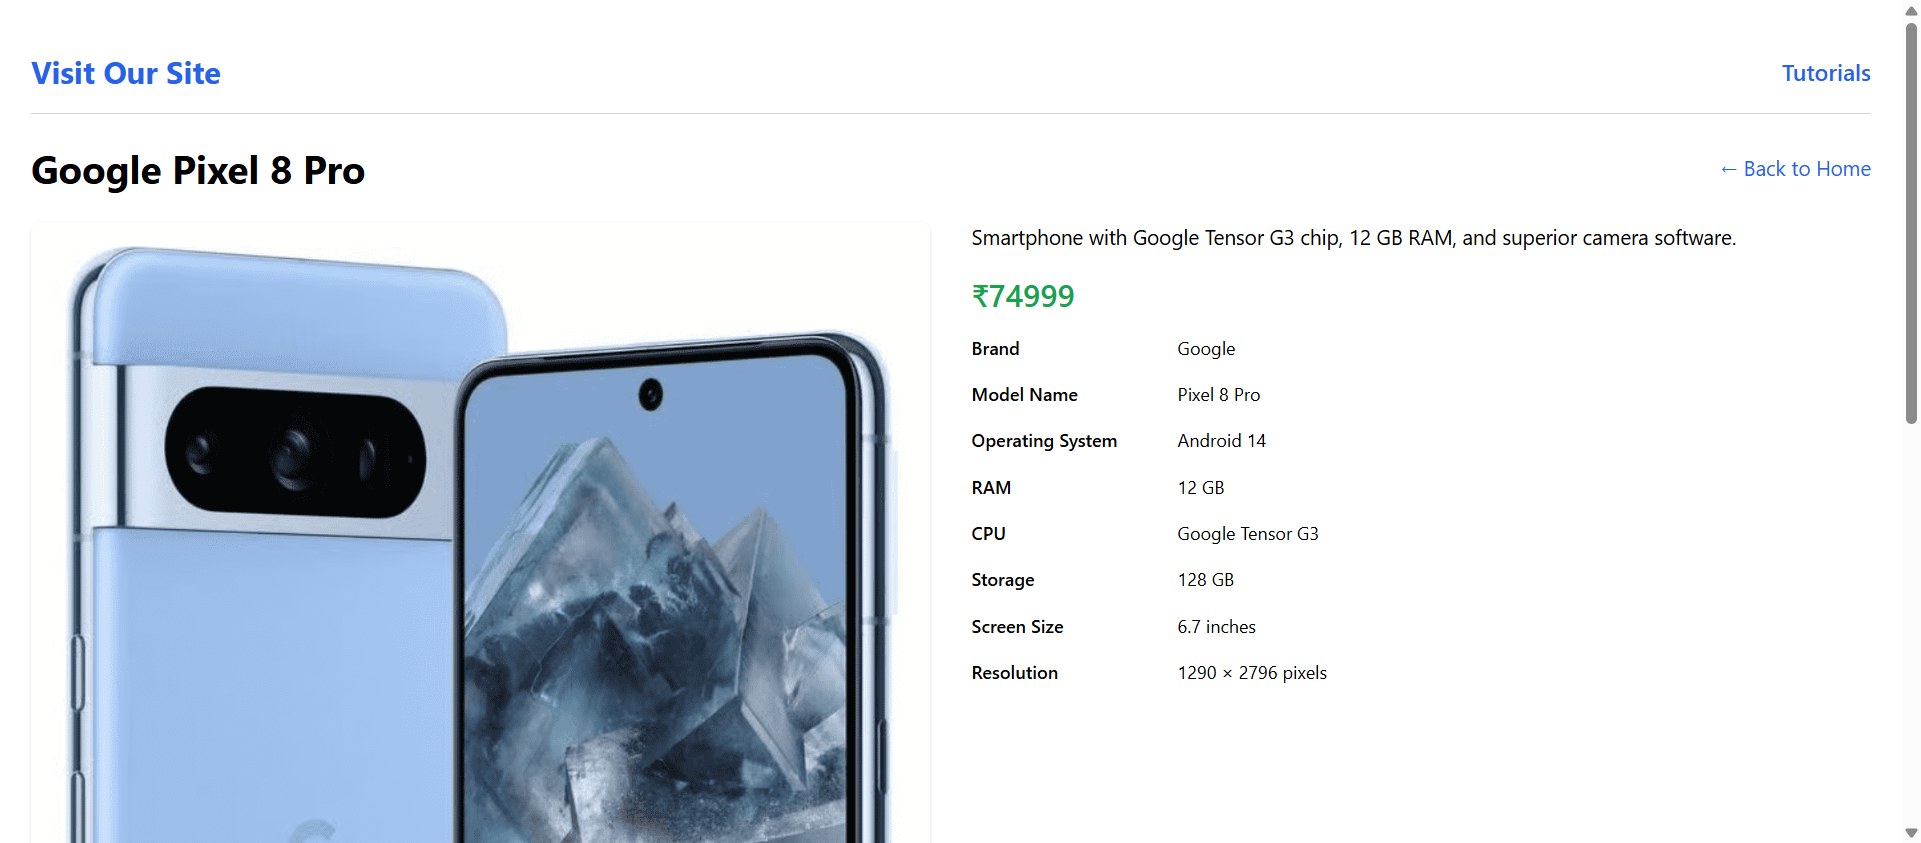 Visit Our Site
Tutorials
Google Pixel 8 Pro
← Back to Home
Smartphone with Google Tensor G3 chip, 12 GB RAM, and superior camera software.
₹74999
Brand Google
Model Name Pixel 8 Pro
Operating System Android 14
RAM 12 GB
CPU Google Tensor G3
Storage 128 GB
Screen Size 6.7 inches
Resolution 1290 × 2796 pixels